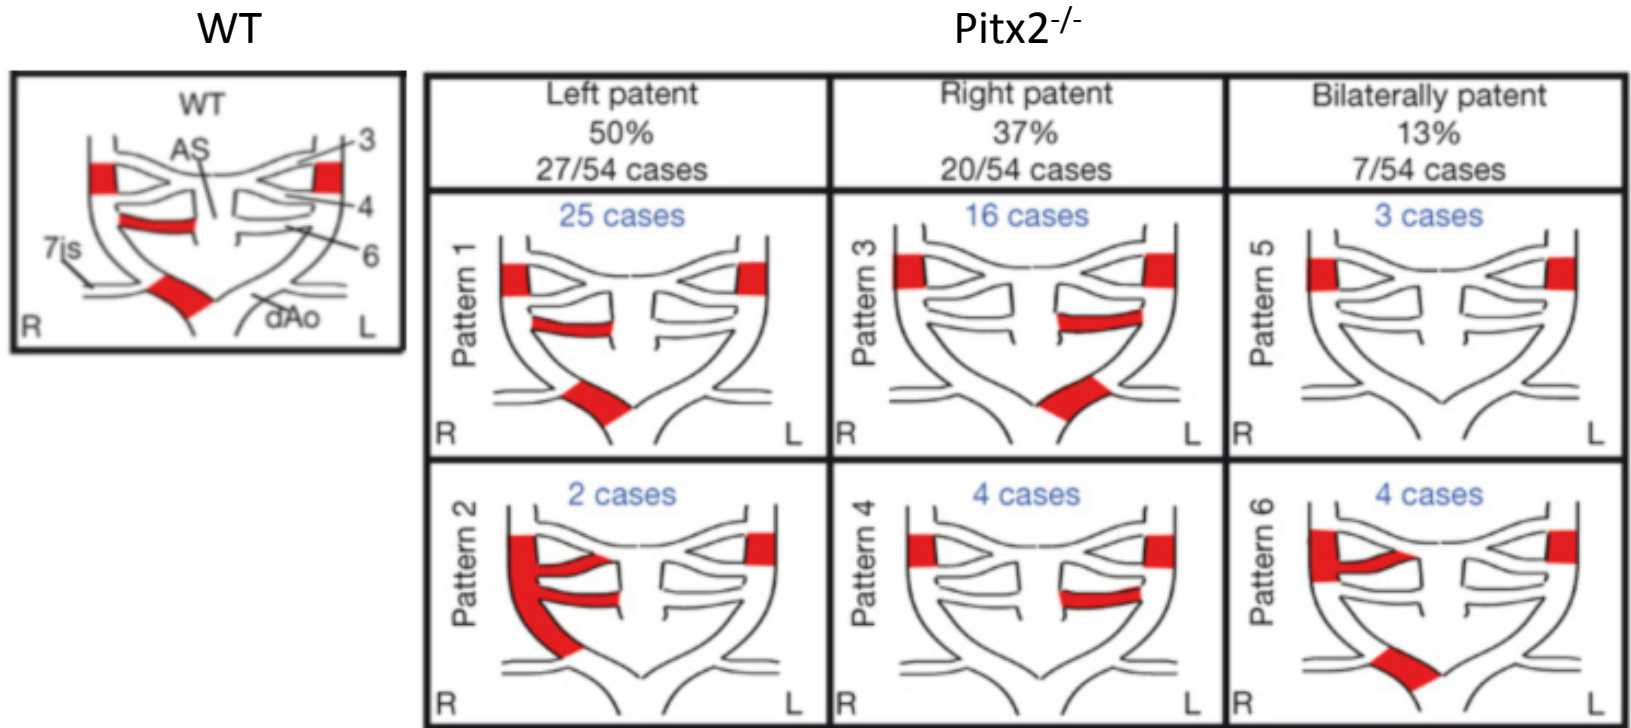 WT
Pitx2-/-
WT
AS
3
4
6
7is
dAo
R
L
Left patent
50%
27/54 cases
Right patent
37%
20/54 cases
Bilaterally patent
13%
7/54 cases
25 cases
Pattern 1
R
L
16 cases
Pattern 3
R
L
3 cases
Pattern 5
R
L
2 cases
Pattern 2
R
L
4 cases
Pattern 4
R
L
4 cases
Pattern 6
R
L